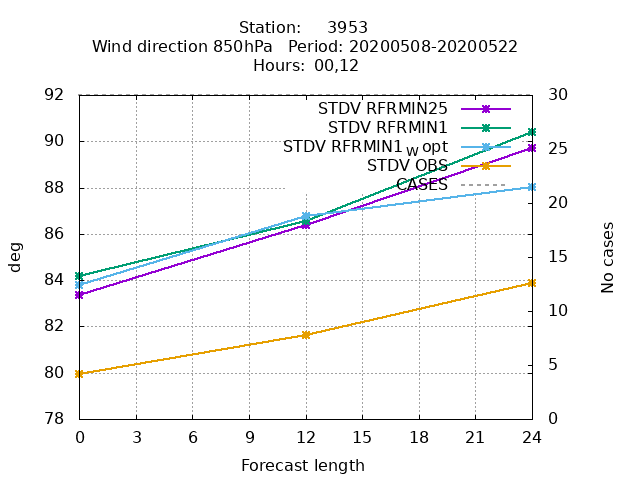 Station: 3953
Wind direction 850hPa Period: 20200508-20200522
Hours: 00,12
92
90
88
86
84
82
80
78
30
25
20
15
10
5
0
STDV RFRMIN25
STDV RFRMIN1
STDV RFRMIN1 W opt
STDV OBS
CASES
deg
No cases
0 3 6 9 12 15 18 21 24
Forecast length